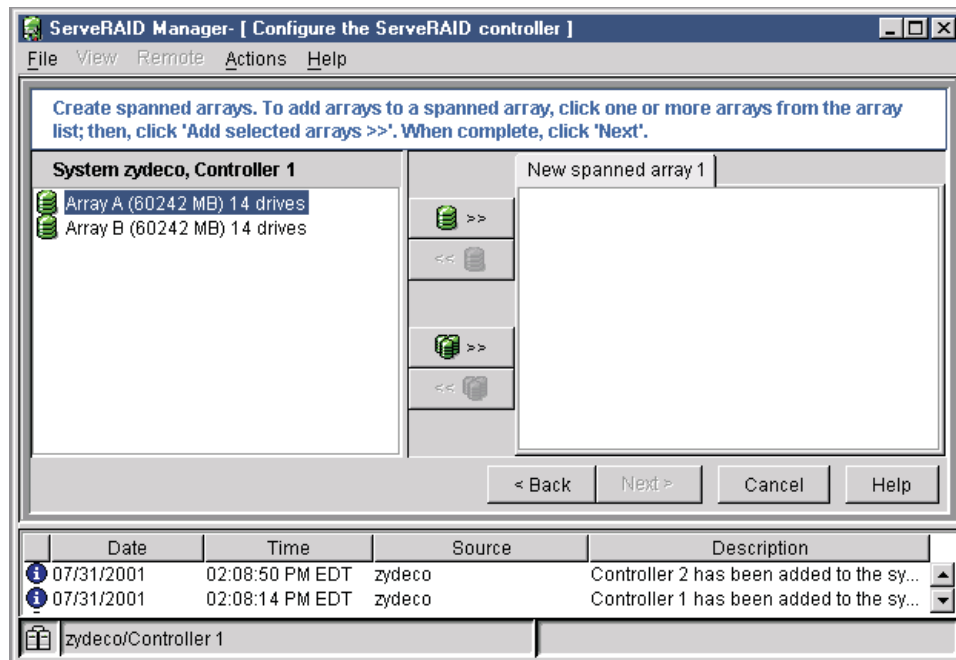 ServeRAID Manager- [ Configure the ServeRAID controller ]
File View Remote Actions Help
Create spanned arrays. To add arrays to a spanned array, click one or more arrays from the array
list; then, click 'Add selected arrays >>'. When complete, click 'Next'.
System zydeco, Controller 1
New spanned array 1
Array A (60242 MB) 14 drives
Array B (60242 MB) 14 drives
>>
<<
>>
<<
< Back Next > Cancel Help
Date Time Source Description
07/31/2001 02:08:50 PM EDT zydeco Controller 2 has been added to the sy...
07/31/2001 02:08:14 PM EDT zydeco Controller 1 has been added to the sy...
zydeco/Controller 1